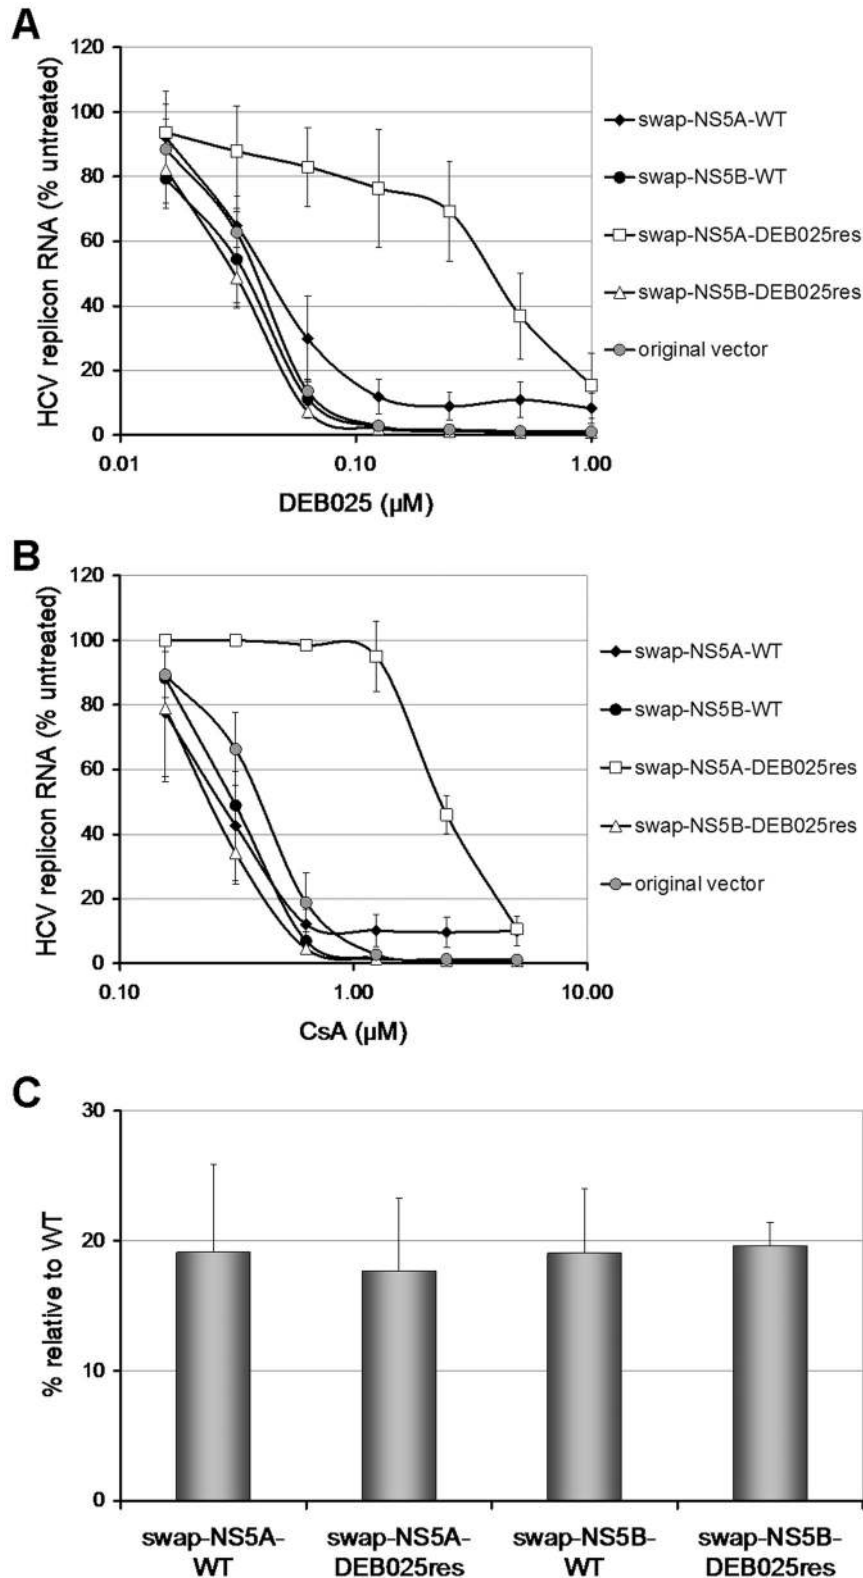 A
HCV replicon RNA (% untreated)
120
100
80
60
40
20
0
0.01
0.10
1.00
DEB025 (µM)
swap-NS5A-WT
swap-NS5B-WT
swap-NS5A-DEB025res
swap-NS5B-DEB025res
original vector
B
HCV replicon RNA (% untreated)
120
100
80
60
40
20
0
0.10
1.00
10.00
CsA (µM)
swap-NS5A-WT
swap-NS5B-WT
swap-NS5A-DEB025res
swap-NS5B-DEB025res
original vector
C
% relative to WT
30
20
10
0
swap-NS5A-
WT
swap-NS5A-
DEB025res
swap-NS5B-
WT
swap-NS5B-
DEB025res